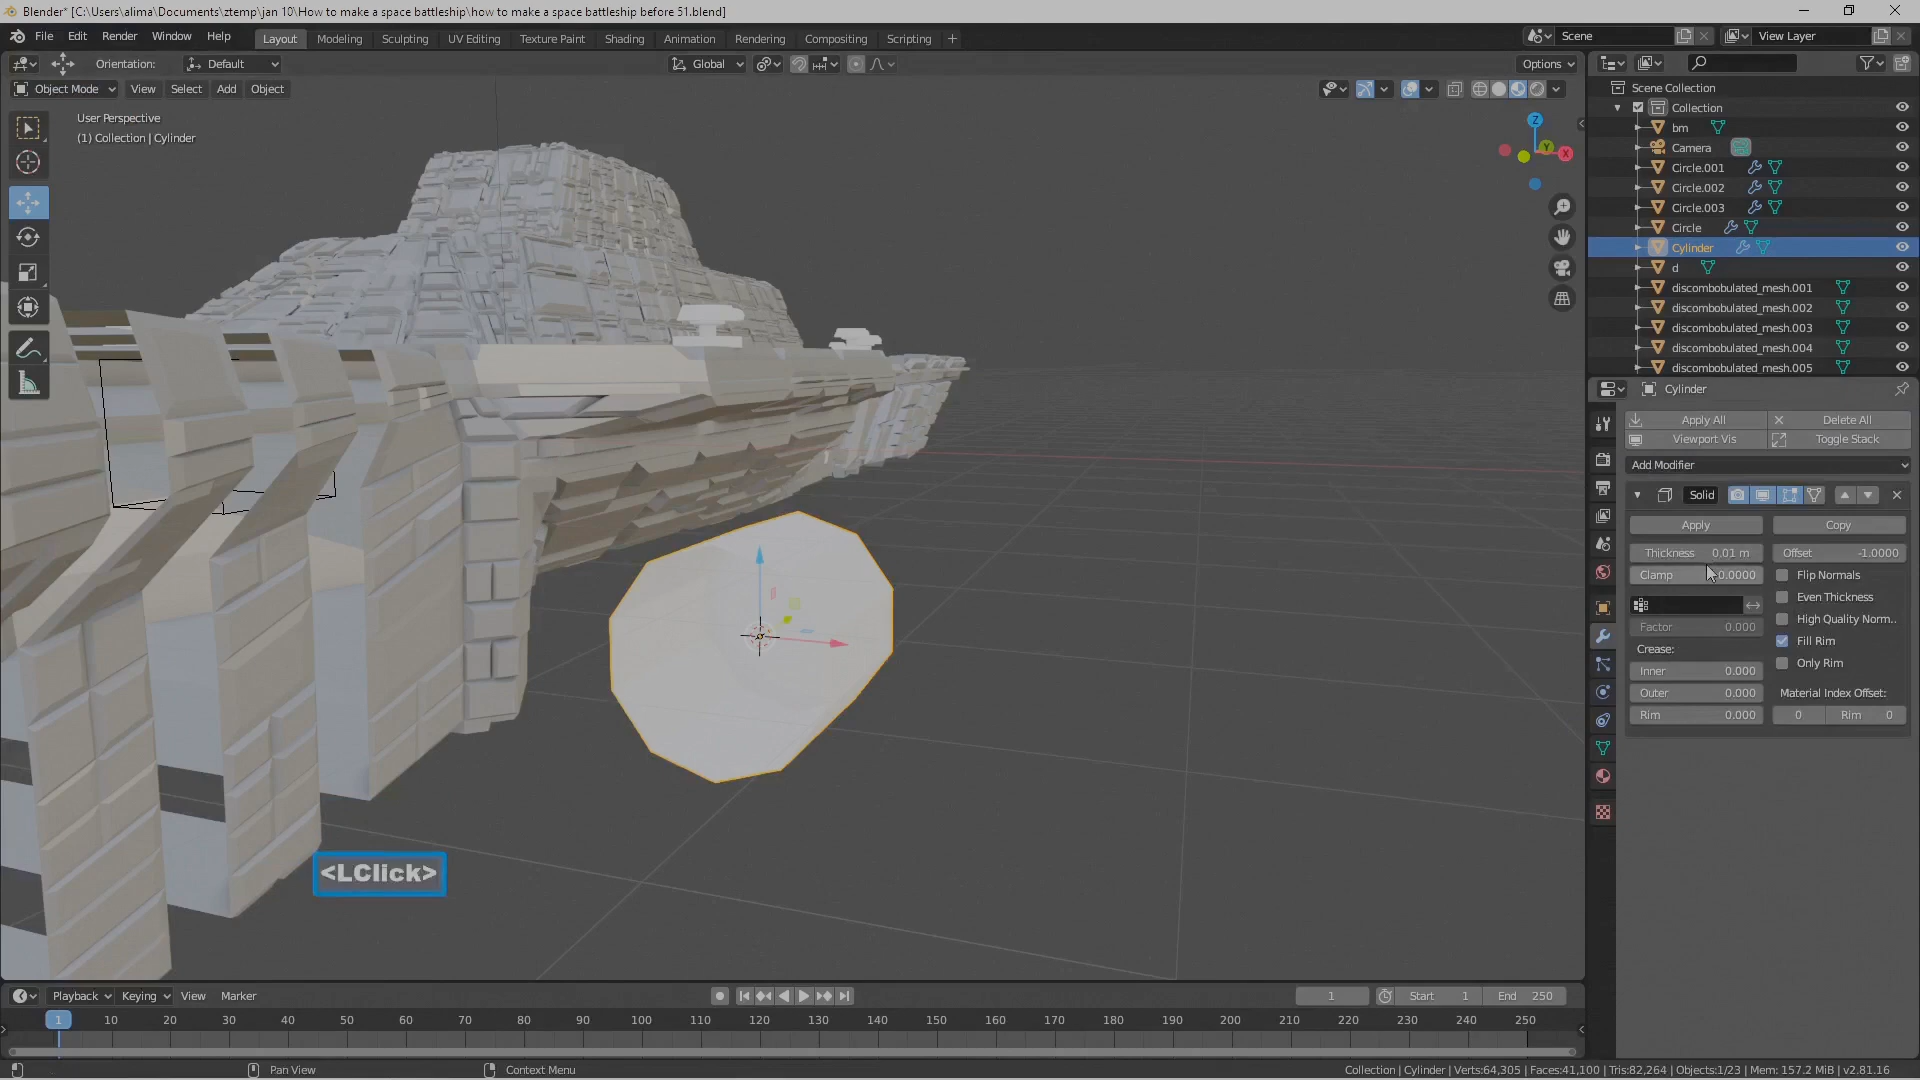 Blender* [C:\Users\alima\Documents\ztemp\jan 10\How to make a space battleship\how to make a space battleship before 51.blend]
File Edit Render Window Help Layout Modeling Sculpting UV Editing Texture Paint Shading Animation Rendering Compositing Scripting + Scene View Layer
Orientation: Default Global Options
Object Mode View Select Add Object
User Perspective
(1) Collection | Cylinder
Z
Y
X
Scene Collection
Collection
bm
Camera
Circle.001
Circle.002
Circle.003
Circle
Cylinder
d
discombobulated_mesh.001
discombobulated_mesh.002
discombobulated_mesh.003
discombobulated_mesh.004
discombobulated_mesh.005
Cylinder
Apply All Delete All
Viewport Vis Toggle Stack
Add Modifier
Solid
Apply Copy
Thickness 0.01 m Offset -1.0000
Clamp 0.0000 Flip Normals
Even Thickness
Factor 0.000 High Quality Norm..
Crease: Fill Rim
Inner 0.000 Only Rim
Outer 0.000 Material Index Offset:
Rim 0.000 0 Rim 0
<LClick>
Playback Keying View Marker 1 Start 1 End 250
1 10 20 30 40 50 60 70 80 90 100 110 120 130 140 150 160 170 180 190 200 210 220 230 240 250
Pan View Context Menu Collection | Cylinder | Verts:64,305 | Faces:41,100 | Tris:82,264 | Objects:1/23 | Mem: 157.2 MiB | v2.81.16